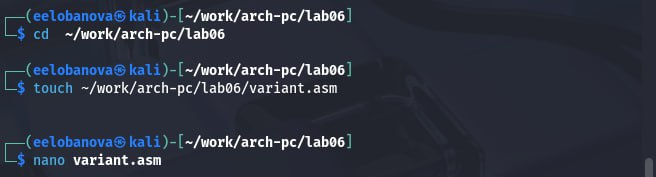 ┌──(eelobanova㉿kali)-[~/work/arch-pc/lab06]
└─$ cd  ~/work/arch-pc/lab06
┌──(eelobanova㉿kali)-[~/work/arch-pc/lab06]
└─$ touch ~/work/arch-pc/lab06/variant.asm
┌──(eelobanova㉿kali)-[~/work/arch-pc/lab06]
└─$ nano variant.asm